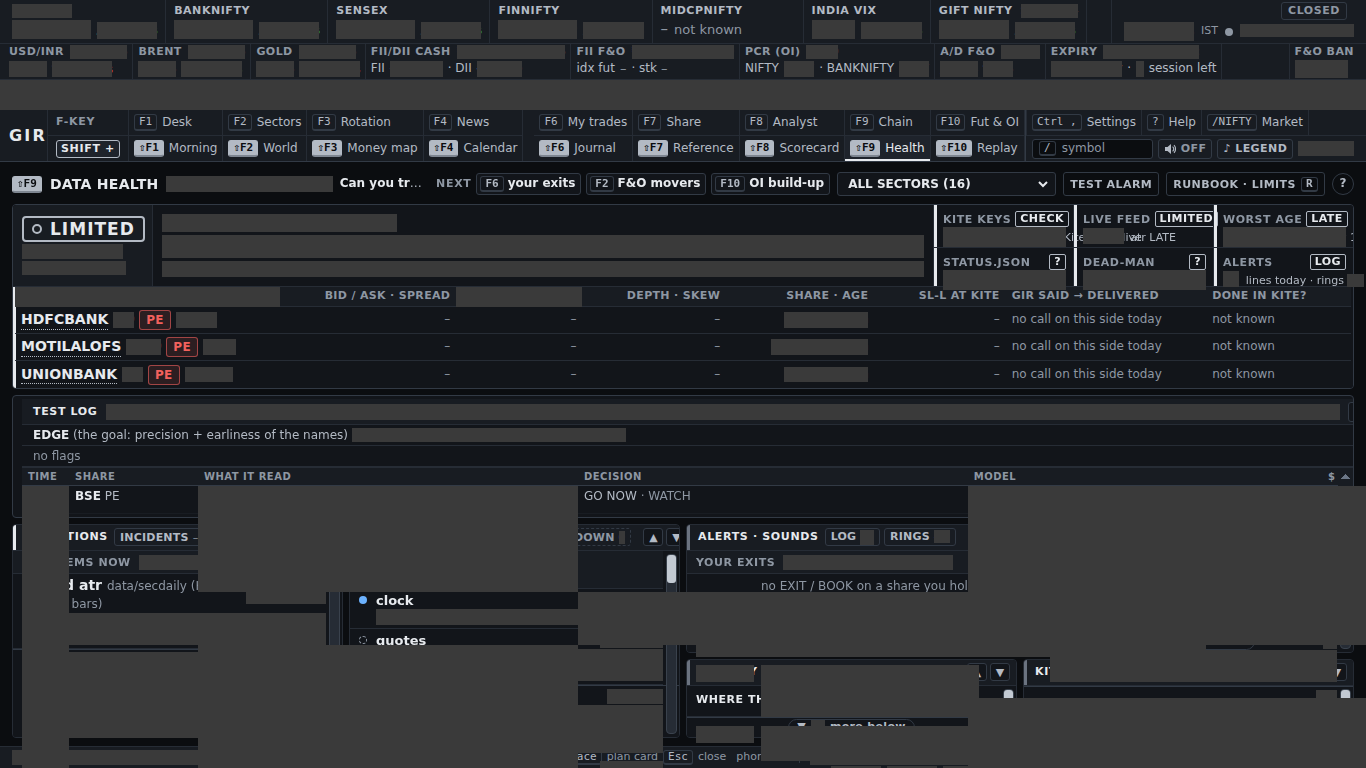 BANKNIFTY SENSEX FINNIFTY MIDCPNIFTY INDIA VIX GIFT NIFTY CLOSED
– not known IST
USD/INR BRENT GOLD FII/DII CASH FII F&O PCR (OI) A/D F&O EXPIRY F&O BAN
FII · DII idx fut – · stk – NIFTY · BANKNIFTY · session left
GIR F-KEY F1 Desk F2 Sectors F3 Rotation F4 News F6 My trades F7 Share F8 Analyst F9 Chain F10 Fut & OI Ctrl , Settings ? Help /NIFTY Market
SHIFT + ⇧F1 Morning ⇧F2 World ⇧F3 Money map ⇧F4 Calendar ⇧F6 Journal ⇧F7 Reference ⇧F8 Scorecard ⇧F9 Health ⇧F10 Replay / symbol OFF ♪ LEGEND
⇧F9 DATA HEALTH Can you tr… NEXT F6 your exits F2 F&O movers F10 OI build-up ALL SECTORS (16) TEST ALARM RUNBOOK · LIMITS R ?
LIMITED KITE KEYS CHECK LIVE FEED LIMITED WORST AGE LATE
LATE
STATUS.JSON ? DEAD-MAN ? ALERTS LOG
lines today · rings
BID / ASK · SPREAD DEPTH · SKEW SHARE · AGE SL-L AT KITE GIR SAID → DELIVERED DONE IN KITE?
HDFCBANK PE – – – – no call on this side today not known
MOTILALOFS PE – – – – no call on this side today not known
UNIONBANK PE – – – – no call on this side today not known
TEST LOG
EDGE (the goal: precision + earliness of the names)
no flags
TIME SHARE WHAT IT READ DECISION MODEL $
BSE PE GO NOW · WATCH
INCIDENTS – DOWN ▲ ▼ ALERTS · SOUNDS LOG RINGS
NOW YOUR EXITS
atr data/secdaily no EXIT / BOOK on a share you
bars) clock
quotes
▼
WHERE
▼ more below
plan card Esc close